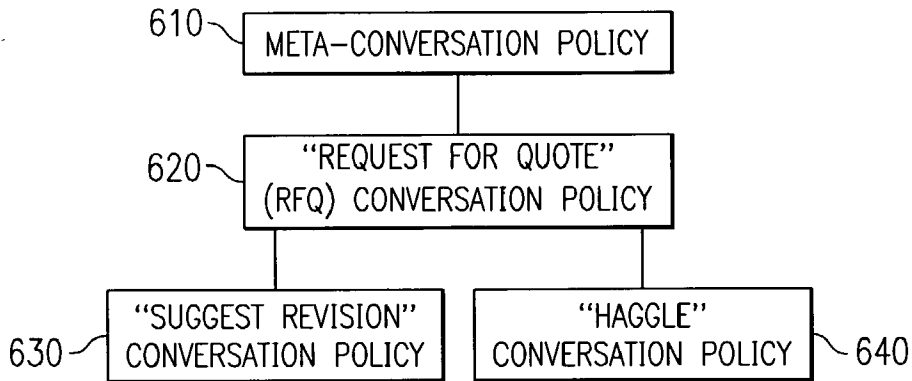 610
META-CONVERSATION POLICY
620
“REQUEST FOR QUOTE”
(RFQ) CONVERSATION POLICY
630
“SUGGEST REVISION”
CONVERSATION POLICY
“HAGGLE”
CONVERSATION POLICY
640